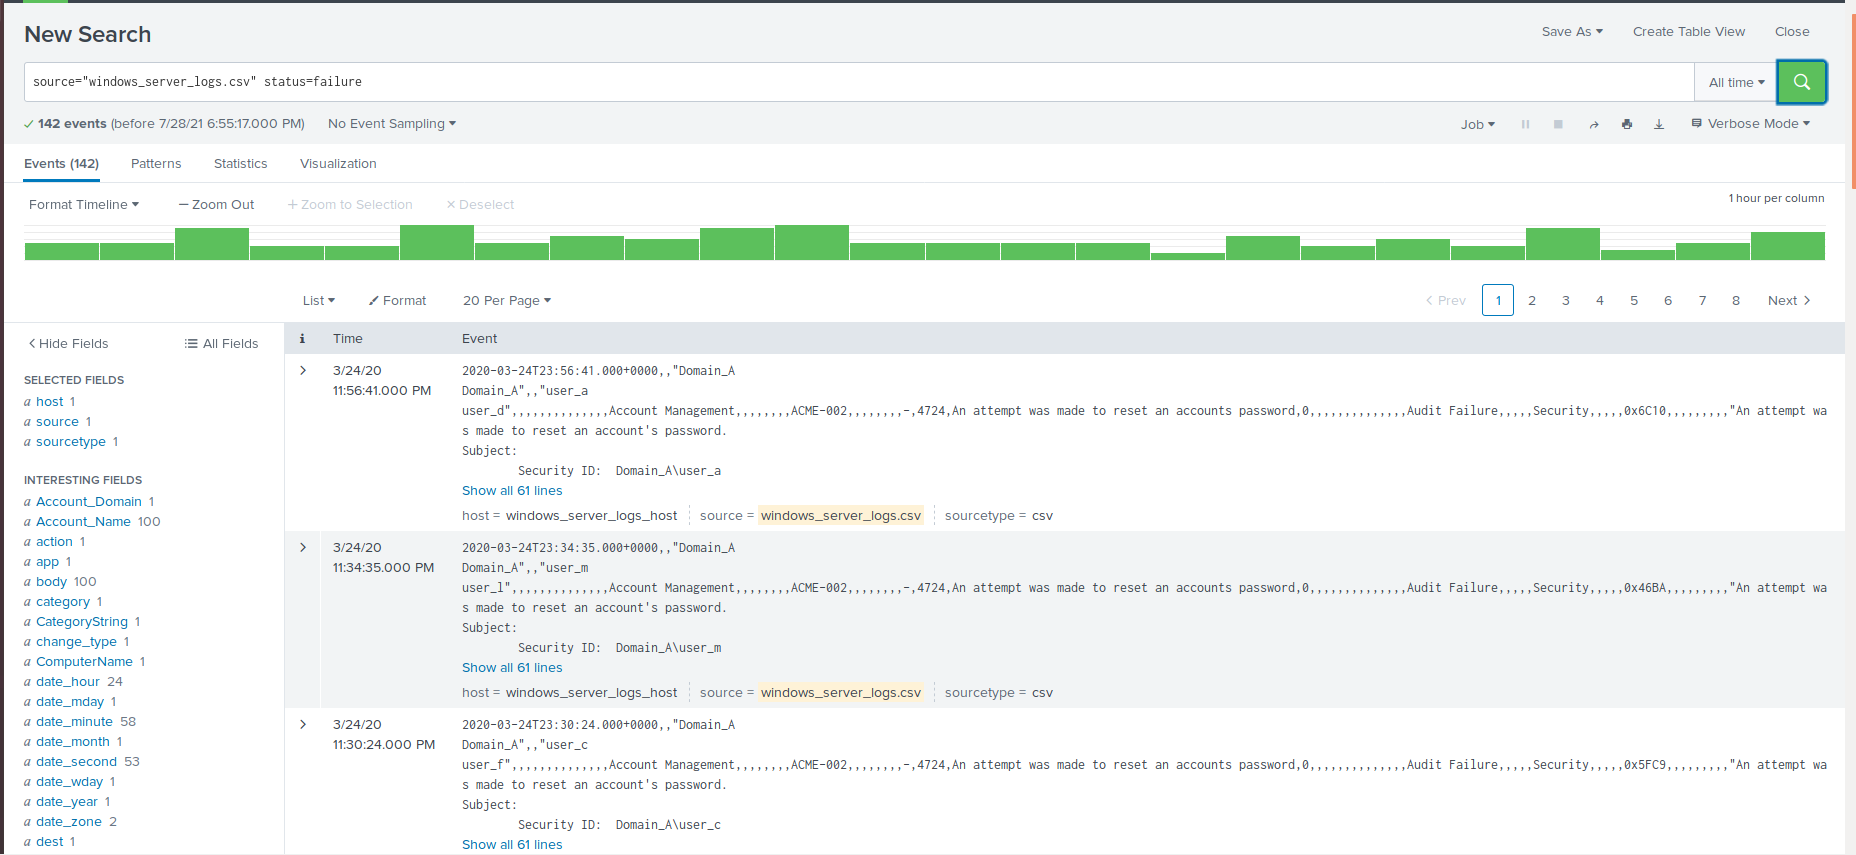 New Search
Save As Create Table View Close
source="windows_server_logs.csv" status=failure
All time
142 events (before 7/28/21 6:55:17.000 PM) No Event Sampling
Job Verbose Mode
Events (142) Patterns Statistics Visualization
Format Timeline — Zoom Out + Zoom to Selection × Deselect
1 hour per column
List Format 20 Per Page
< Prev 1 2 3 4 5 6 7 8 Next >
< Hide Fields All Fields
SELECTED FIELDS
a host 1
a source 1
a sourcetype 1
INTERESTING FIELDS
a Account_Domain 1
a Account_Name 100
a action 1
a app 1
a body 100
a category 1
a CategoryString 1
a change_type 1
a ComputerName 1
a date_hour 24
a date_mday 1
a date_minute 58
a date_month 1
a date_second 53
a date_wday 1
a date_year 1
a date_zone 2
a dest 1
i Time Event
> 3/24/20
11:56:41.000 PM
2020-03-24T23:56:41.000+0000,,"Domain_A
Domain_A",,"user_a
user_d",,,,,,,,,,,,,,Account Management,,,,,,,,ACME-002,,,,,,,,-,4724,An attempt was made to reset an accounts password,0,,,,,,,,,,,,,,Audit Failure,,,,,Security,,,,,0x6C10,,,,,,,,,"An attempt wa
s made to reset an account's password.
Subject:
Security ID: Domain_A\user_a
Show all 61 lines
host = windows_server_logs_host source = windows_server_logs.csv sourcetype = csv
> 3/24/20
11:34:35.000 PM
2020-03-24T23:34:35.000+0000,,"Domain_A
Domain_A",,"user_m
user_l",,,,,,,,,,,,,,Account Management,,,,,,,,ACME-002,,,,,,,,-,4724,An attempt was made to reset an accounts password,0,,,,,,,,,,,,,,Audit Failure,,,,,Security,,,,,0x46BA,,,,,,,,,"An attempt wa
s made to reset an account's password.
Subject:
Security ID: Domain_A\user_m
Show all 61 lines
host = windows_server_logs_host source = windows_server_logs.csv sourcetype = csv
> 3/24/20
11:30:24.000 PM
2020-03-24T23:30:24.000+0000,,"Domain_A
Domain_A",,"user_c
user_f",,,,,,,,,,,,,,Account Management,,,,,,,,ACME-002,,,,,,,,-,4724,An attempt was made to reset an accounts password,0,,,,,,,,,,,,,,Audit Failure,,,,,Security,,,,,0x5FC9,,,,,,,,,"An attempt wa
s made to reset an account's password.
Subject:
Security ID: Domain_A\user_c
Show all 61 lines